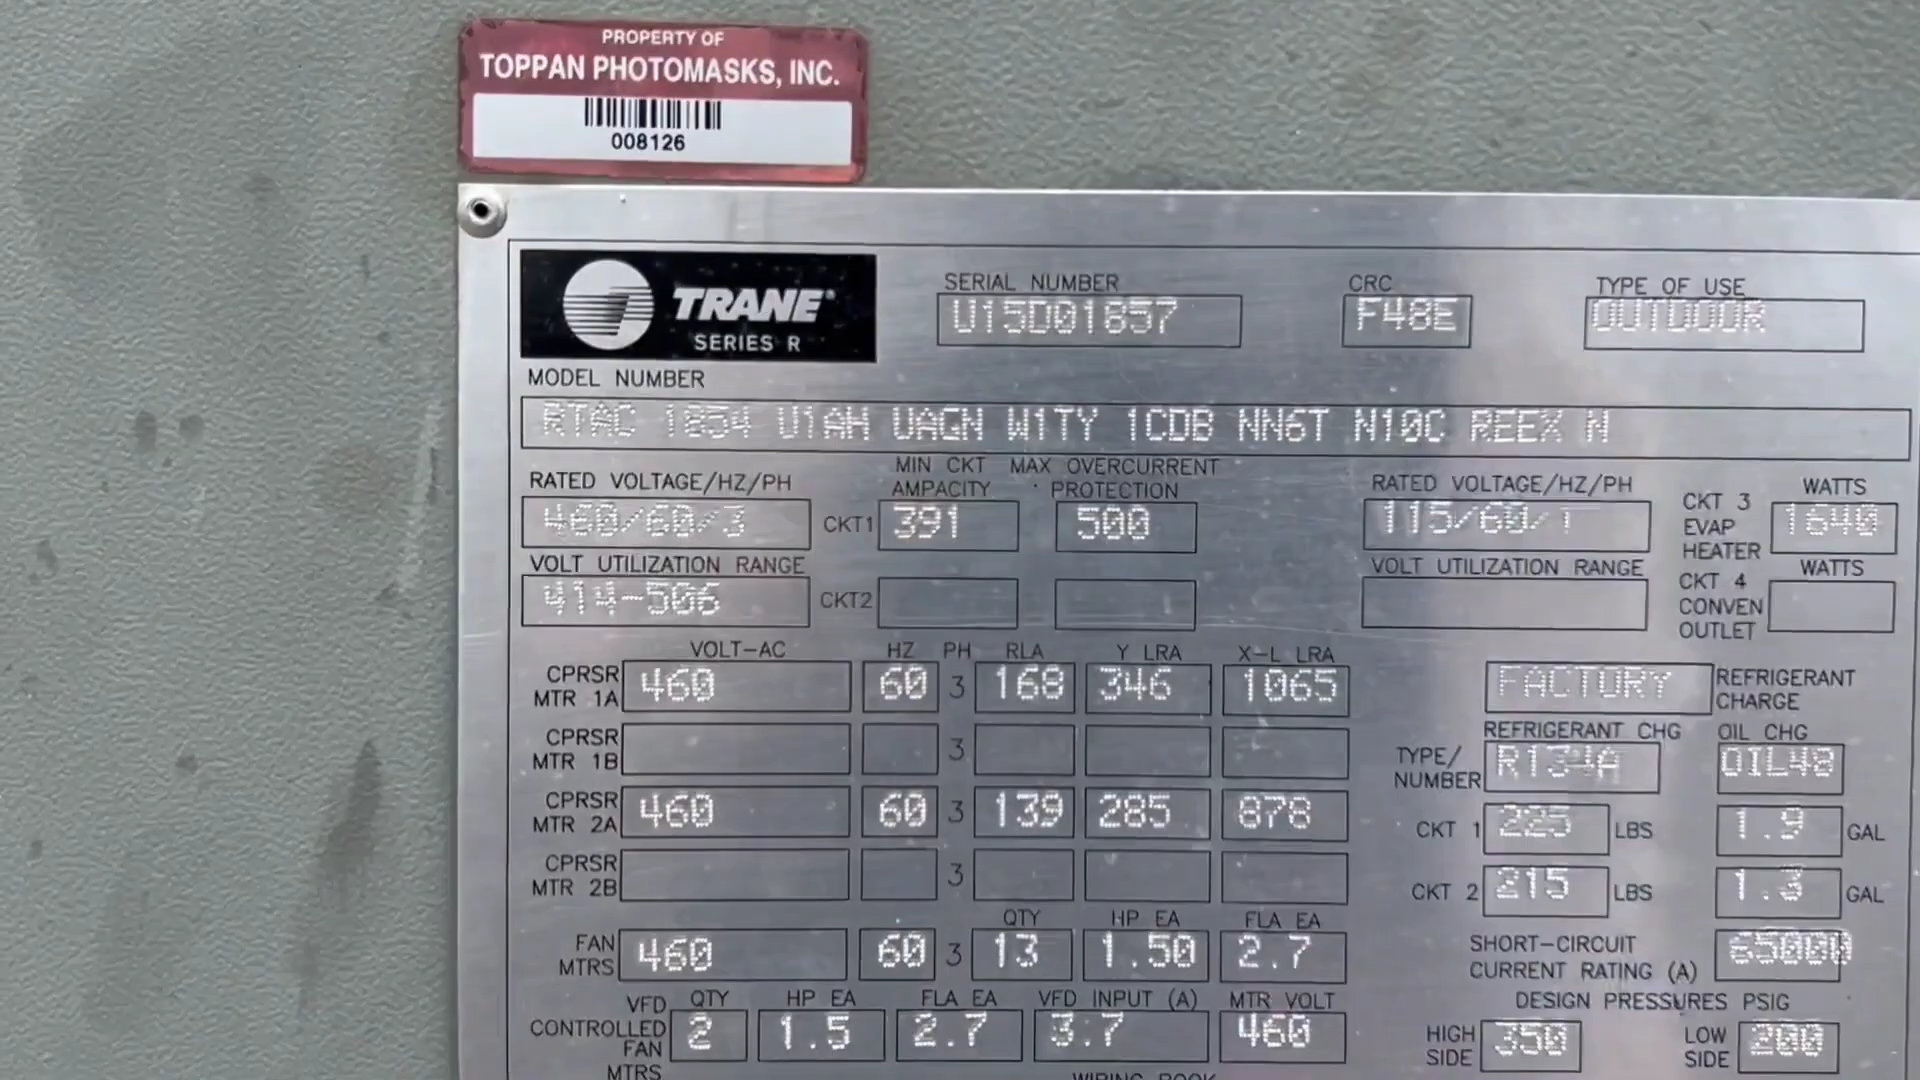 PROPERTY OF
TOPPAN PHOTOMASKS, INC.
008126
TRANE
SERIES R
SERIAL NUMBER
U15D01857
CRC
F48E
TYPE OF USE
OUTDOOR
MODEL NUMBER
RTAC 1854 U1AH UAGN W1TY 1CDB NN6T N10C REEX N
RATED VOLTAGE/HZ/PH
460/60/3
VOLT UTILIZATION RANGE
414-506
MIN CKT AMPACITY
MAX OVERCURRENT PROTECTION
CKT1 391 500
CKT2
RATED VOLTAGE/HZ/PH
115/60/1
VOLT UTILIZATION RANGE
CKT 3 EVAP HEATER
WATTS
1640
CKT 4 CONVEN OUTLET
WATTS
VOLT-AC HZ PH RLA Y LRA X-L LRA
CPRSR MTR 1A 460 60 3 168 346 1065
CPRSR MTR 1B 3
CPRSR MTR 2A 460 60 3 139 285 878
CPRSR MTR 2B 3
QTY HP EA FLA EA
FAN MTRS 460 60 3 13 1.50 2.7
QTY HP EA FLA EA VFD INPUT (A) MTR VOLT
VFD CONTROLLED FAN MTRS 2 1.5 2.7 3.7 460
FACTORY REFRIGERANT CHARGE
REFRIGERANT CHG OIL CHG
TYPE/NUMBER R134A OIL48
CKT 1 225 LBS 1.9 GAL
CKT 2 215 LBS 1.3 GAL
SHORT-CIRCUIT CURRENT RATING (A) 65000
DESIGN PRESSURES PSIG
HIGH SIDE 350 LOW SIDE 200
WIRING BOOK